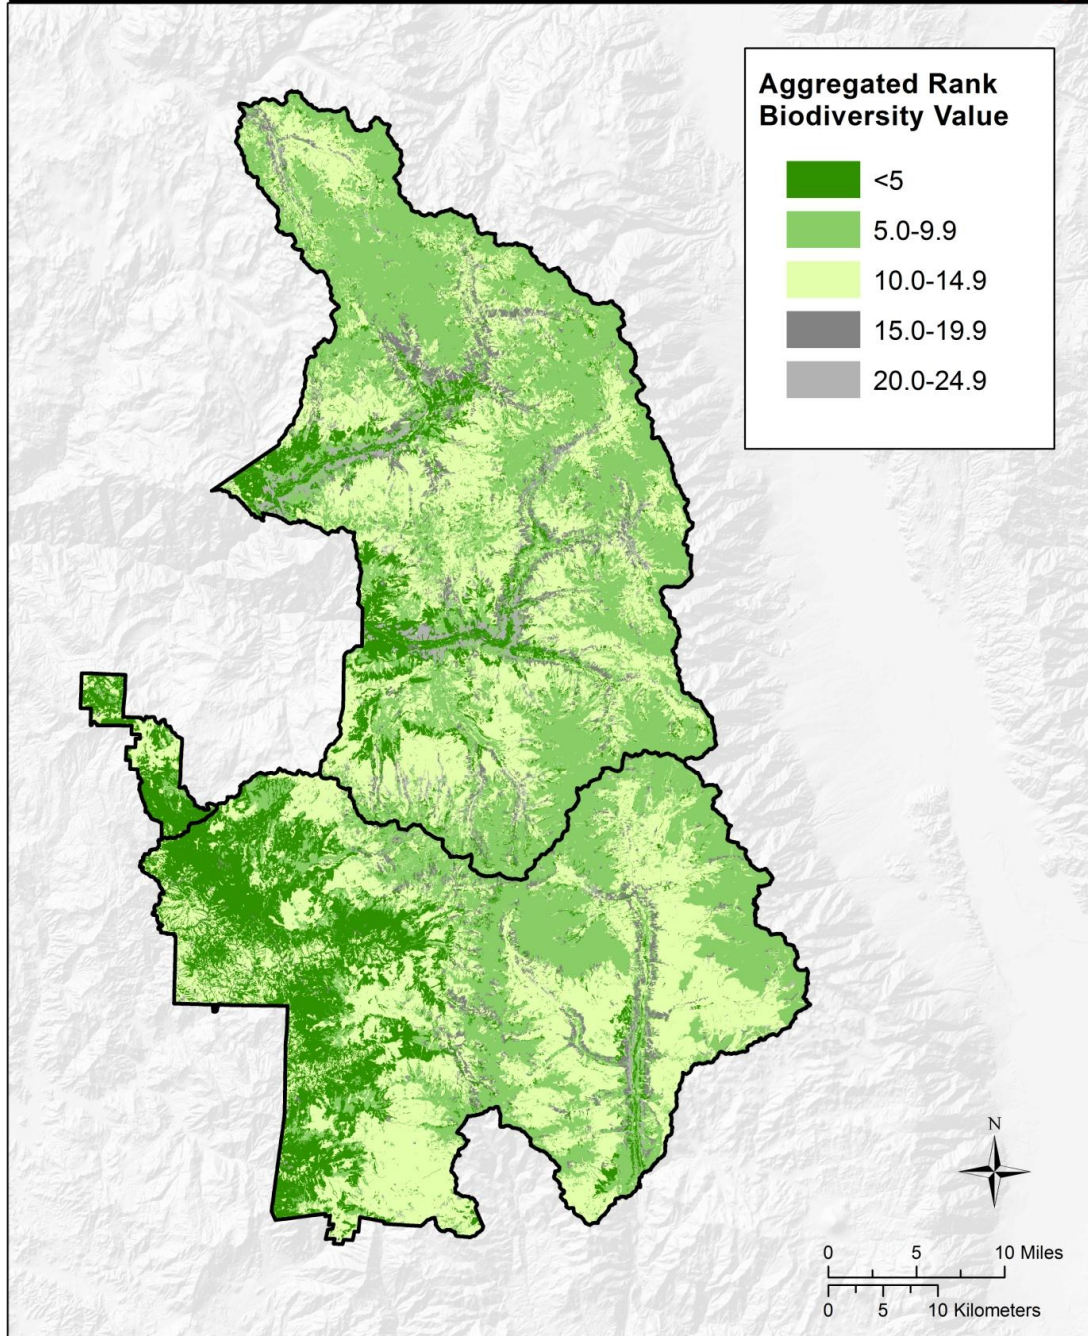 Aggregated Rank
Biodiversity Value
<5
5.0-9.9
10.0-14.9
15.0-19.9
20.0-24.9
N
0 5 10 Miles
0 5 10 Kilometers